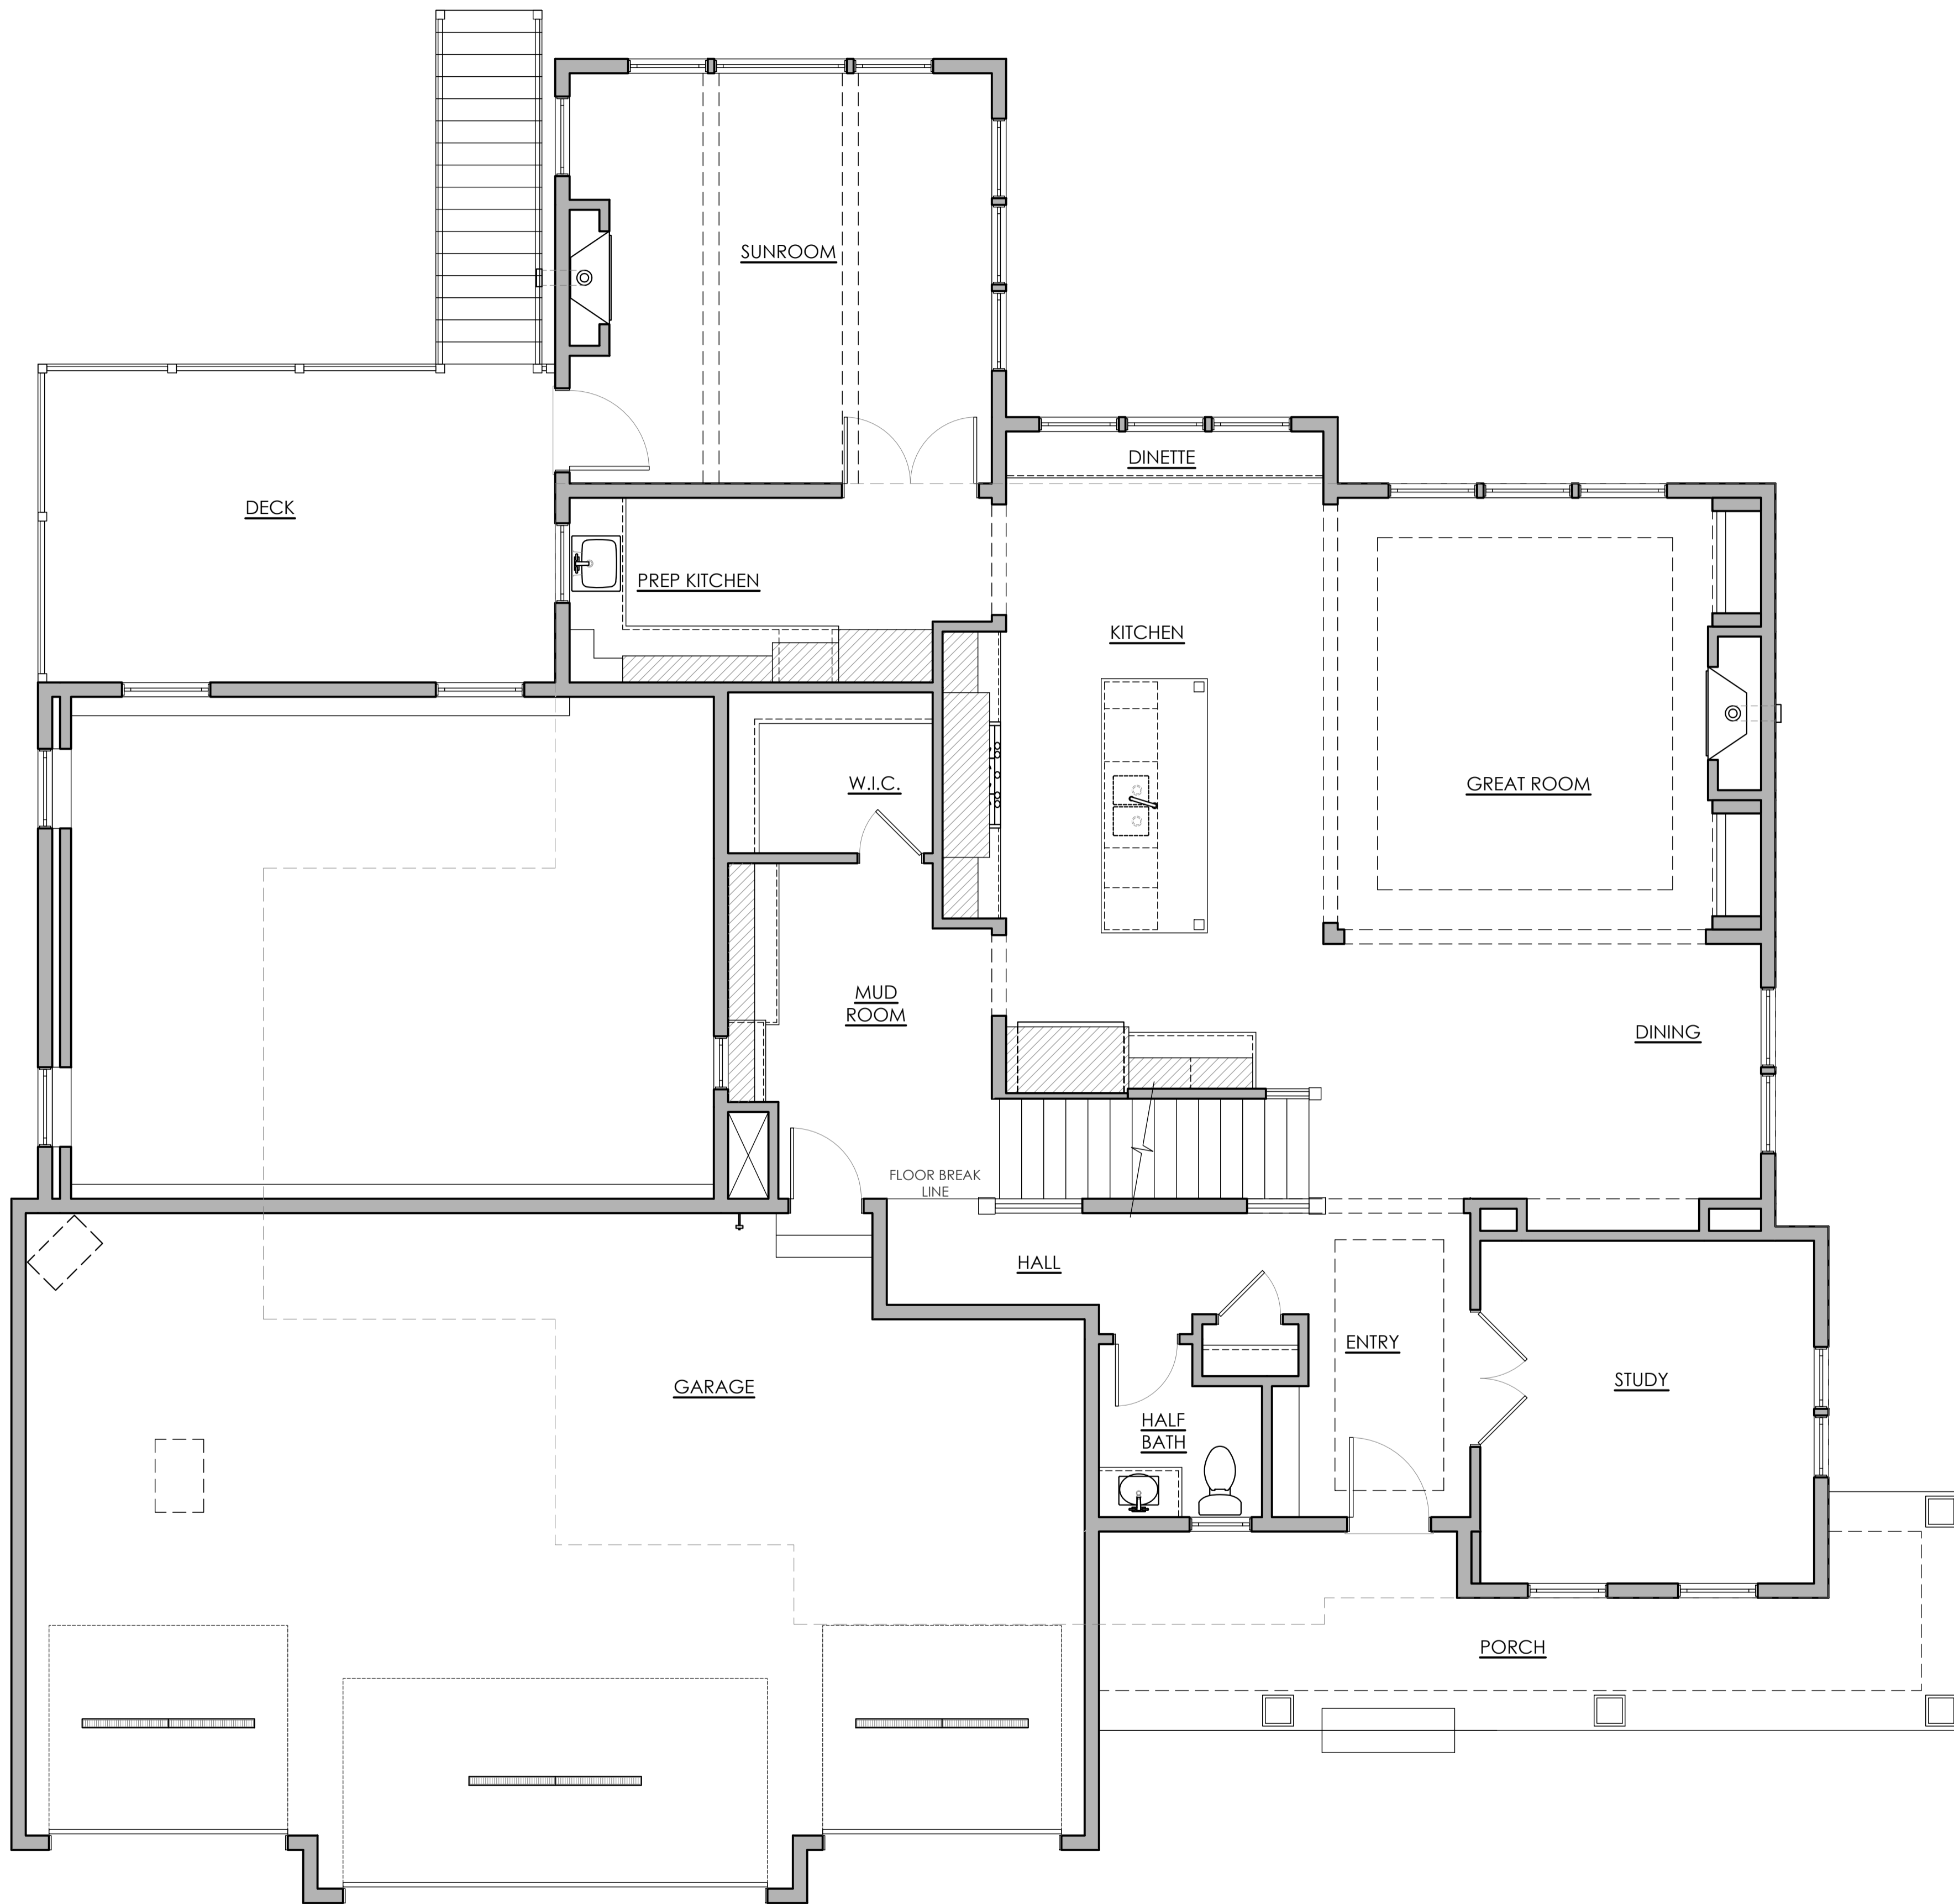 SUNROOM
DINETTE
DECK
PREP KITCHEN
KITCHEN
W.I.C.
GREAT ROOM
MUD
ROOM
DINING
FLOOR BREAK
LINE
HALL
ENTRY
GARAGE
STUDY
HALF
BATH
PORCH